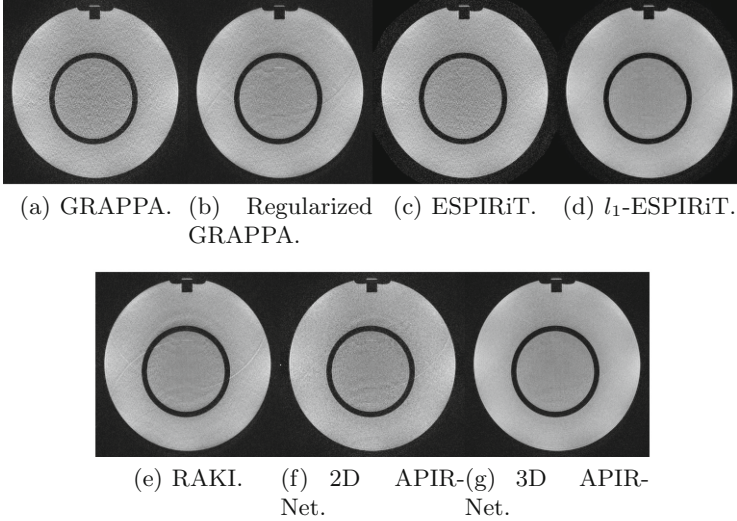 (a) GRAPPA. (b) Regularized GRAPPA. (c) ESPIRiT. (d) l1-ESPIRiT.
(e) RAKI. (f) 2D APIR-Net. (g) 3D APIR-Net.